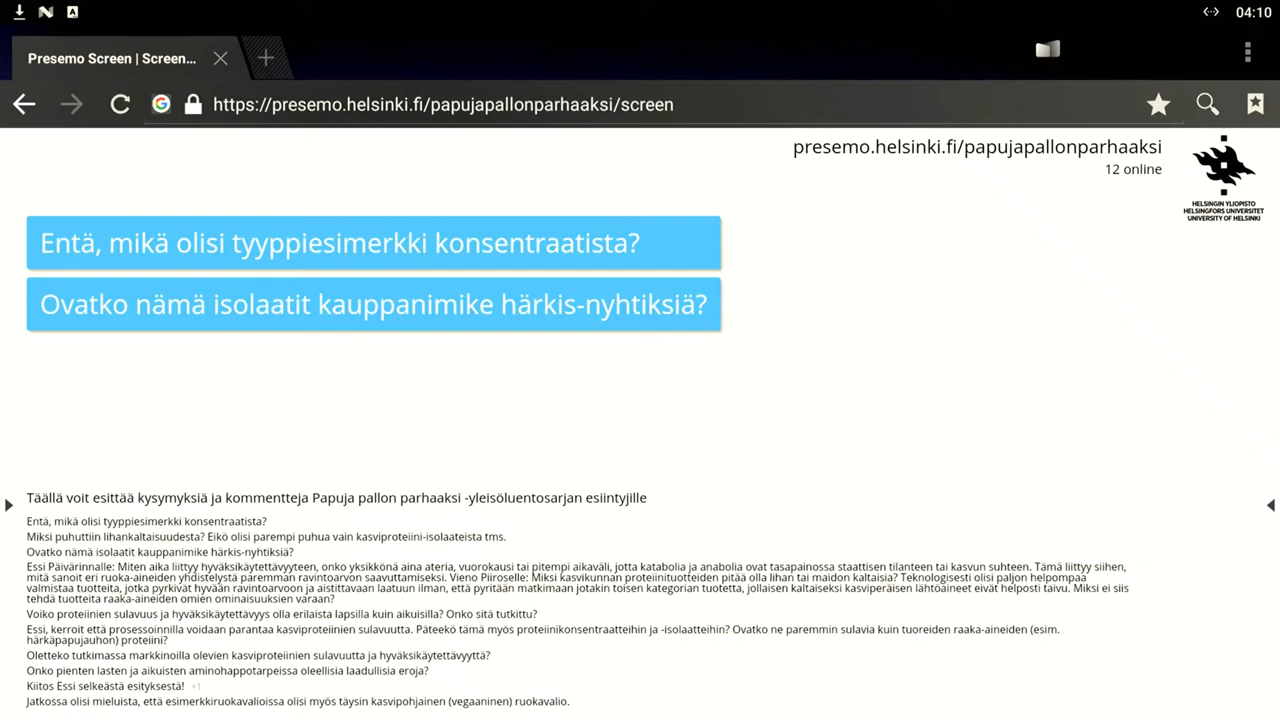 04:10
Presemo Screen | Screen...
https://presemo.helsinki.fi/papujapallonparhaaksi/screen
presemo.helsinki.fi/papujapallonparhaaksi
12 online
HELSINGIN YLIOPISTO
HELSINGFORS UNIVERSITET
UNIVERSITY OF HELSINKI
Entä, mikä olisi tyyppiesimerkki konsentraatista?
Ovatko nämä isolaatit kauppanimike härkis-nyhtiksiä?
Täällä voit esittää kysymyksiä ja kommentteja Papuja pallon parhaaksi -yleisöluentosarjan esiintyjille
Entä, mikä olisi tyyppiesimerkki konsentraatista?
Miksi puhuttiin lihankaltaisuudesta? Eikö olisi parempi puhua vain kasviproteiini-isolaateista tms.
Ovatko nämä isolaatit kauppanimike härkis-nyhtiksiä?
Essi Päivärinnalle: Miten aika liittyy hyväksikäytettävyyteen, onko yksikkönä aina ateria, vuorokausi tai pitempi aikaväli, jotta katabolia ja anabolia ovat tasapainossa staattisen tilanteen tai kasvun suhteen. Tämä liittyy siihen,
mitä sanoit eri ruoka-aineiden yhdistelystä paremman ravintoarvon saavuttamiseksi. Vieno Piiroselle: Miksi kasvikunnan proteiinituotteiden pitää olla lihan tai maidon kaltaisia? Teknologisesti olisi paljon helpompaa
valmistaa tuotteita, jotka pyrkivät hyvään ravintoarvoon ja aistittavaan laatuun ilman, että pyritään matkimaan jotakin toisen kategorian tuotetta, jollaisen kaltaiseksi kasviperäisen lähtöaineet eivät helposti taivu. Miksi ei siis
tehdä tuotteita raaka-aineiden omien ominaisuuksien varaan?
Voiko proteiinien sulavuus ja hyväksikäytettävyys olla erilaista lapsilla kuin aikuisilla? Onko sitä tutkittu?
Essi, kerroit että prosessoinnilla voidaan parantaa kasviproteiinien sulavuutta. Päteekö tämä myös proteiinikonsentraatteihin ja -isolaatteihin? Ovatko ne paremmin sulavia kuin tuoreiden raaka-aineiden (esim.
härkäpapujauhon) proteiini?
Oletteko tutkimassa markkinoilla olevien kasviproteiinien sulavuutta ja hyväksikäytettävyyttä?
Onko pienten lasten ja aikuisten aminohappotarpeissa oleellisia laadullisia eroja?
Kiitos Essi selkeästä esityksestä! +1
Jatkossa olisi mieluista, että esimerkkiruokavalioissa olisi myös täysin kasvipohjainen (vegaaninen) ruokavalio.